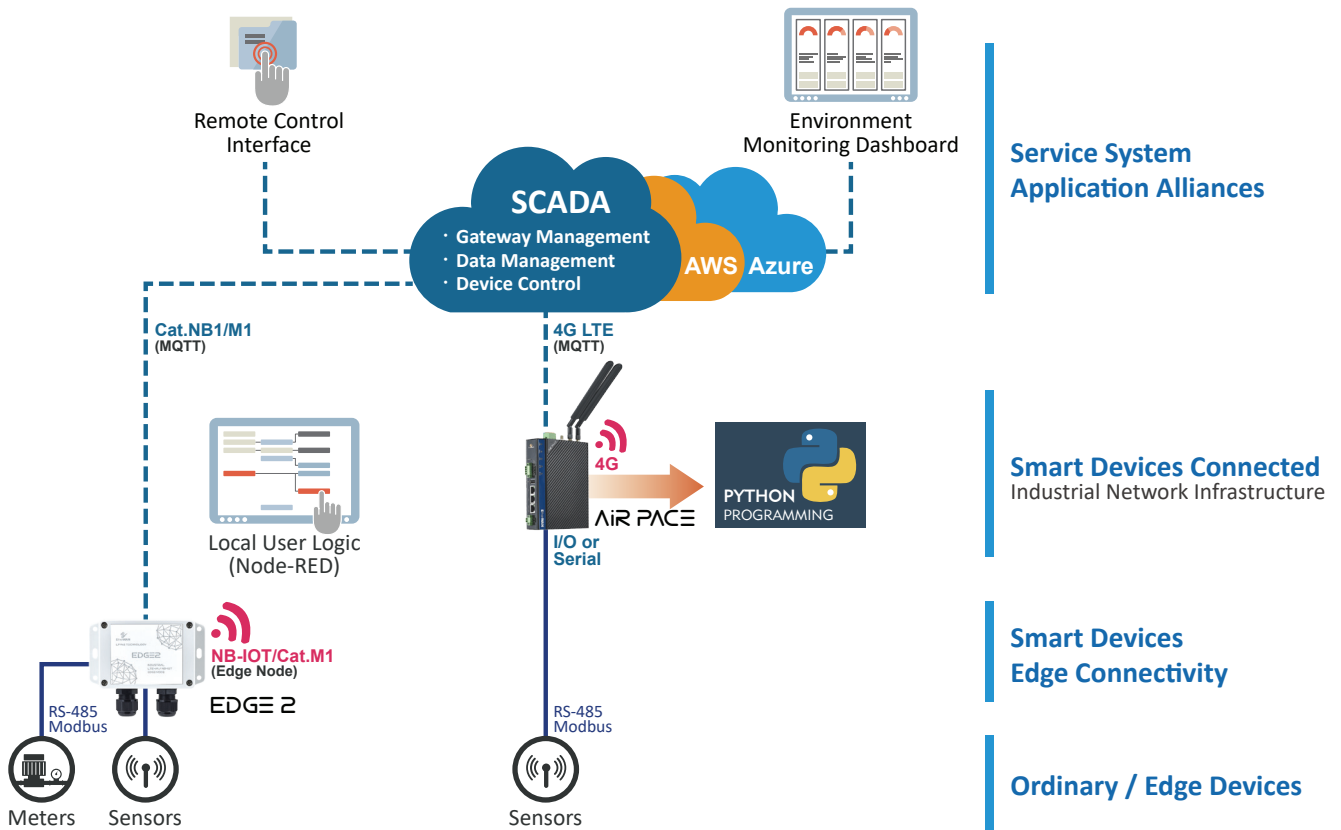 Remote Control
Interface
Environment
Monitoring Dashboard
SCADA
· Gateway Management
· Data Management
· Device Control
AWS
Azure
Service System
Application Alliances
Cat.NB1/M1
(MQTT)
4G LTE
(MQTT)
4G
AiR PACE
PYTHON
PROGRAMMING
Smart Devices Connected
Industrial Network Infrastructure
Local User Logic
(Node-RED)
I/O or
Serial
EDGE2
NB-IOT/Cat.M1
(Edge Node)
EDGE 2
Smart Devices
Edge Connectivity
RS-485
Modbus
RS-485
Modbus
Meters
Sensors
Sensors
Ordinary / Edge Devices